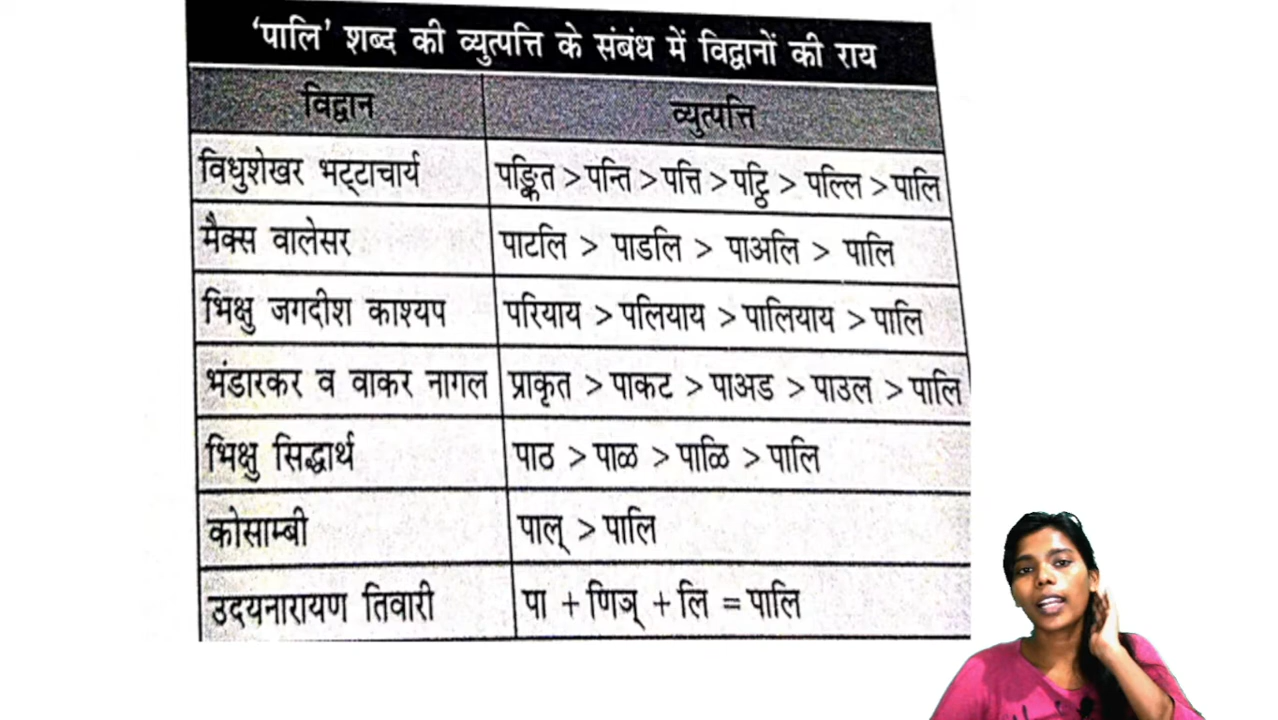 ‘पालि’ शब्द की व्युत्पत्ति के संबंध में विद्वानों की राय
विद्वान व्युत्पत्ति
विधुशेखर भट्टाचार्य पङ्क्ति > पन्ति > पत्ति > पट्ठि > पल्लि > पालि
मैक्स वालेसर पाटलि > पाडलि > पाअलि > पालि
भिक्षु जगदीश काश्यप परियाय > पलियाय > पालियाय > पालि
भंडारकर व वाकर नागल प्राकृत > पाकट > पाअड > पाउल > पालि
भिक्षु सिद्धार्थ पाठ > पाळ > पाळि > पालि
कोसाम्बी पाल् > पालि
उदयनारायण तिवारी पा + णिञ् + लि = पालि